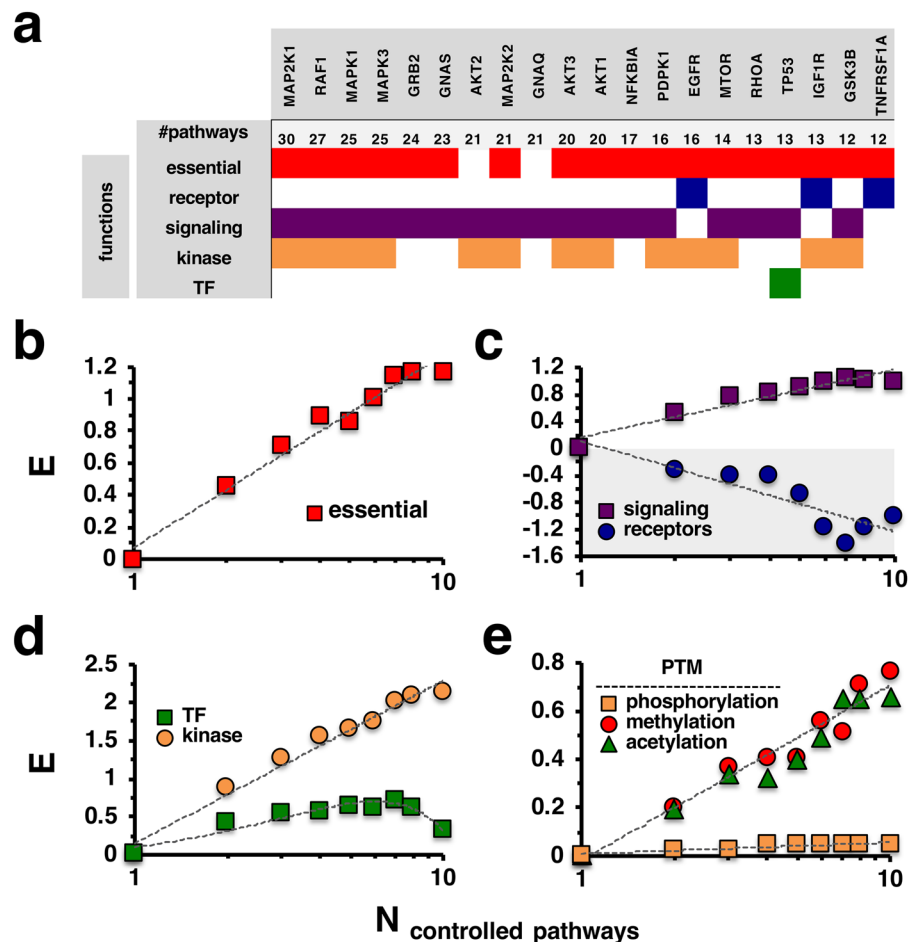 a
MAP2K1 RAF1 MAPK1 MAPK3 GRB2 GNAS AKT2 MAP2K2 GNAQ AKT3 AKT1 NFKBIA PDPK1 EGFR MTOR RHOA TP53 IGF1R GSK3B TNFRSF1A
#pathways 30 27 25 25 24 23 21 21 21 20 20 17 16 16 14 13 13 13 12 12
functions
essential
receptor
signaling
kinase
TF
b
1.2
1
0.8
0.6
0.4
0.2
0
E
essential
1 10
c
1.2
0.8
0.4
0
-0.4
-0.8
-1.2
-1.6
signaling
receptors
1 10
d
2.5
2
1.5
1
0.5
0
E
TF
kinase
1 10
e
0.8
0.6
0.4
0.2
0
PTM
phosphorylation
methylation
acetylation
1 10
N controlled pathways